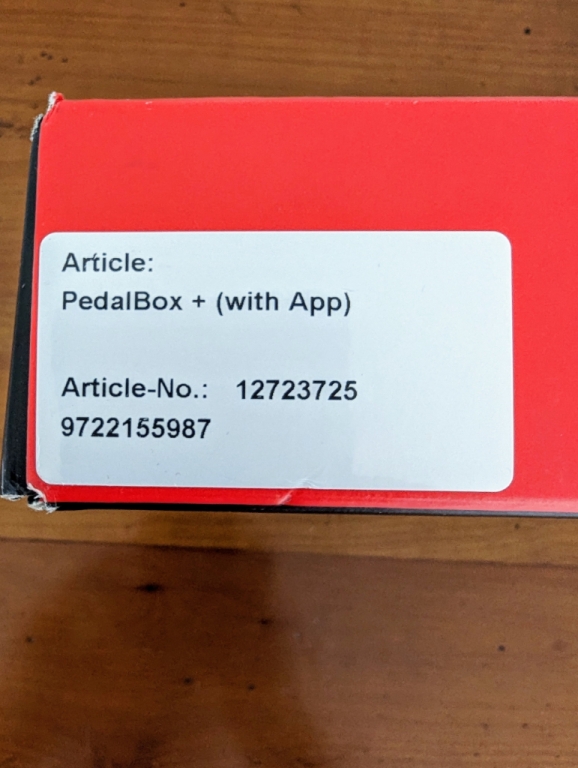 Article:
PedalBox + (with App)
Article-No.: 12723725
9722155987